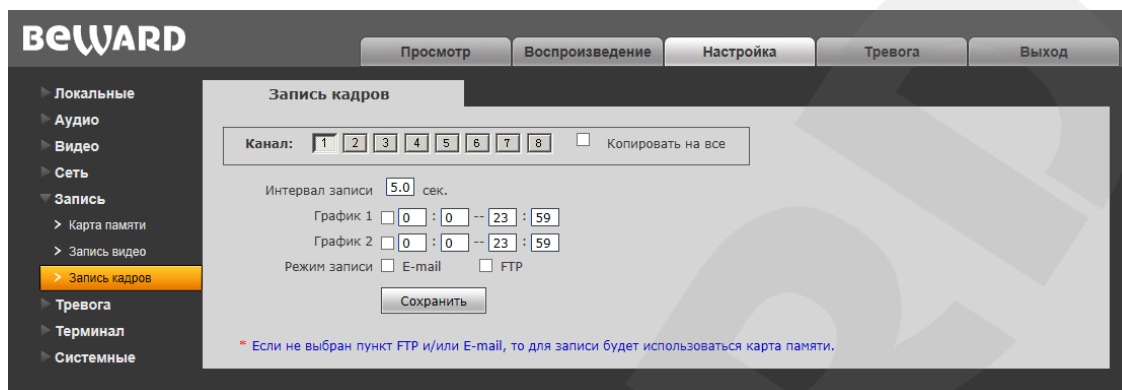 BEWARD
Просмотр Воспроизведение Настройка Тревога Выход
Локальные
Аудио
Видео
Сеть
Запись
> Карта памяти
> Запись видео
> Запись кадров
Тревога
Терминал
Системные
Запись кадров
Канал: 1 2 3 4 5 6 7 8 Копировать на все
Интервал записи 5.0 сек.
График 1 0 : 0 -- 23 : 59
График 2 0 : 0 -- 23 : 59
Режим записи E-mail FTP
Сохранить
* Если не выбран пункт FTP и/или E-mail, то для записи будет использоваться карта памяти.